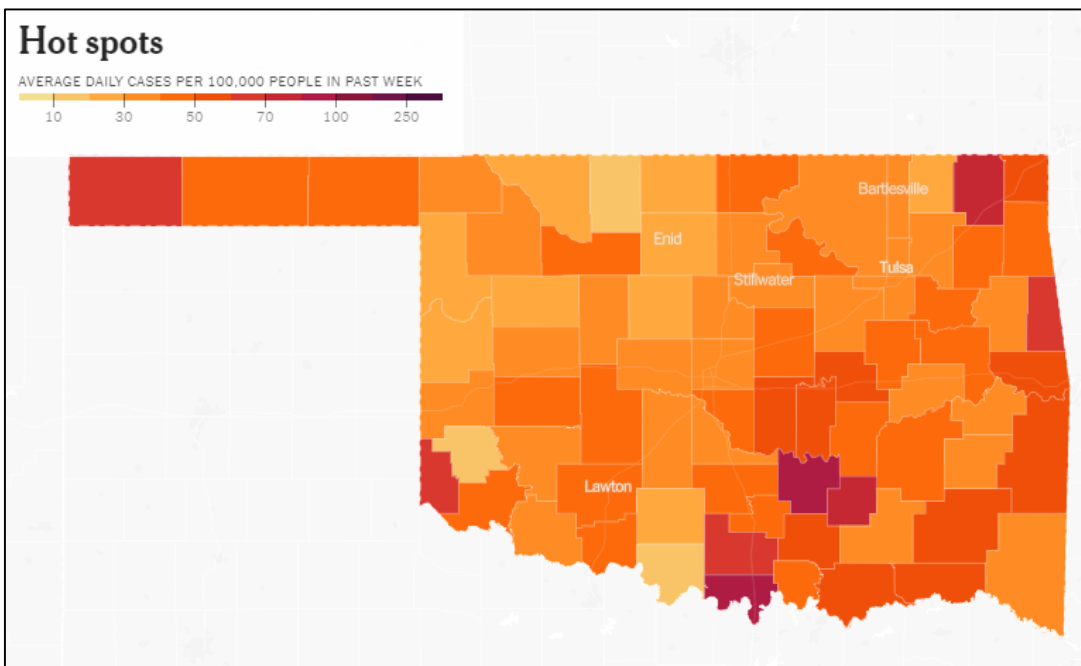 Hot spots
AVERAGE DAILY CASES PER 100,000 PEOPLE IN PAST WEEK
10 30 50 70 100 250
Bartlesville
Enid
Tulsa
Stillwater
Lawton